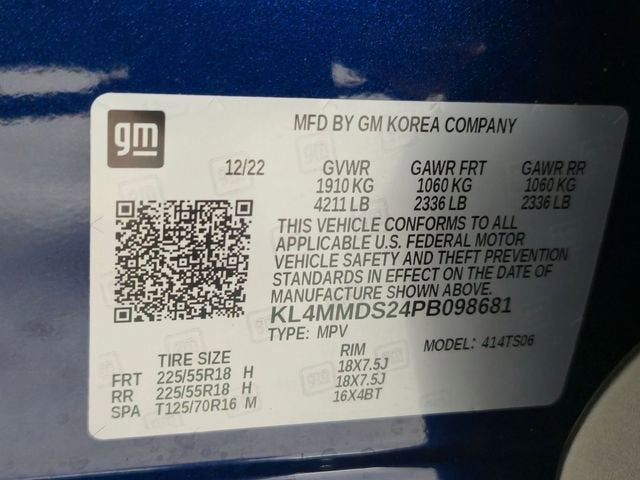 gm
MFD BY GM KOREA COMPANY
12/22 GVWR GAWR FRT GAWR RR
1910 KG 1060 KG 1060 KG
4211 LB 2336 LB 2336 LB
THIS VEHICLE CONFORMS TO ALL
APPLICABLE U.S. FEDERAL MOTOR
VEHICLE SAFETY AND THEFT PREVENTION
STANDARDS IN EFFECT ON THE DATE OF
MANUFACTURE SHOWN ABOVE.
KL4MMDS24PB098681
TYPE: MPV MODEL: 414TS06
TIRE SIZE RIM
FRT 225/55R18 H 18X7.5J
RR 225/55R18 H 18X7.5J
SPA T125/70R16 M 16X4BT